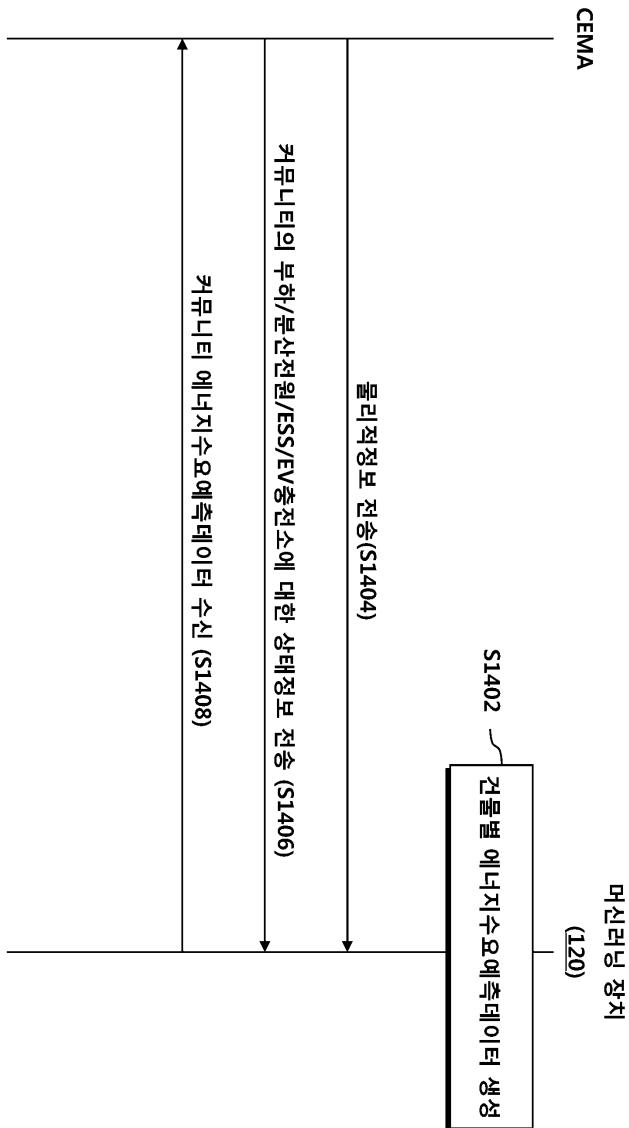 CEMA
머신러닝 장치
(120)
S1402
건물별 에너지수요예측데이터 생성
물리적정보 전송(S1404)
커뮤니티의 부하/분산전원/ESS/EV충전소에 대한 상태정보 전송 (S1406)
커뮤니티 에너지수요예측데이터 수신 (S1408)